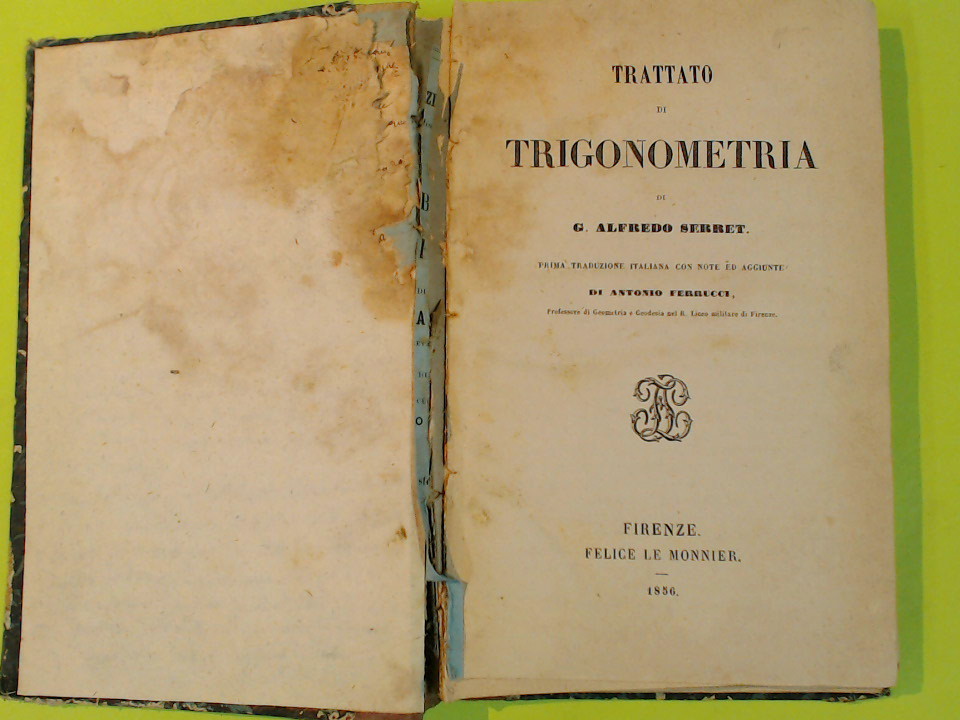 TRATTATO
DI
TRIGONOMETRIA
DI
G. ALFREDO SERRET.
PRIMA TRADUZIONE ITALIANA CON NOTE ED AGGIUNTE
DI ANTONIO FERRUCCI,
Professore di Geometria e Geodesia nel R. Liceo militare di Firenze.
FIRENZE.
FELICE LE MONNIER.
—
1856.